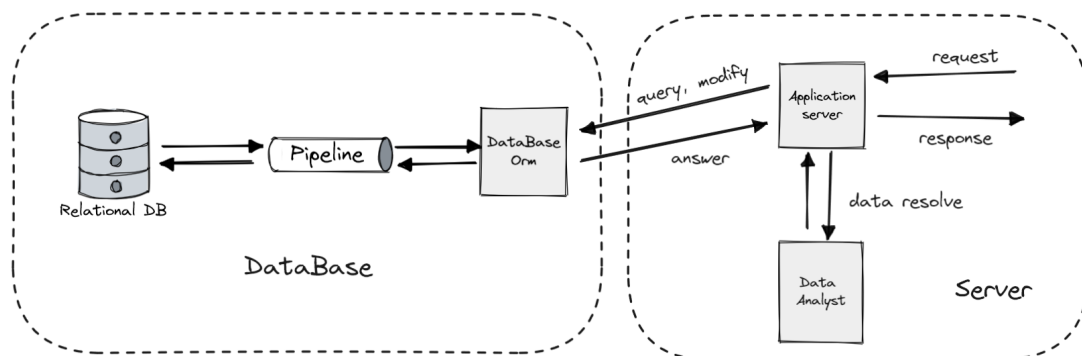 request
query, modify
Application
server
DataBase
Orm
Pipeline
answer
response
Relational DB
data resolve
DataBase
Data
Analyst
Server